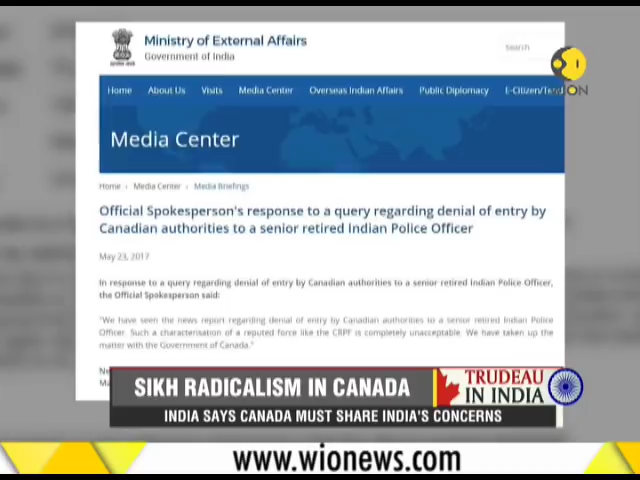 Ministry of External Affairs
Government of India
Search
Home About Us Visits Media Center Overseas Indian Affairs Public Diplomacy
Media Center
Home › Media Center › Media Briefings
Official Spokesperson's response to a query regarding denial of entry by
Canadian authorities to a senior retired Indian Police Officer
May 23, 2017
In response to a query regarding denial of entry by Canadian authorities to a senior retired Indian Police Officer,
the Official Spokesperson said:
"We have seen the news report regarding denial of entry by Canadian authorities to a senior retired Indian Police
Officer. Such a characterisation of a reputed force like the CRPF is completely unacceptable. We have taken up the
matter with the Government of Canada."
SIKH RADICALISM IN CANADA
TRUDEAU
IN INDIA
INDIA SAYS CANADA MUST SHARE INDIA'S CONCERNS
www.wionews.com